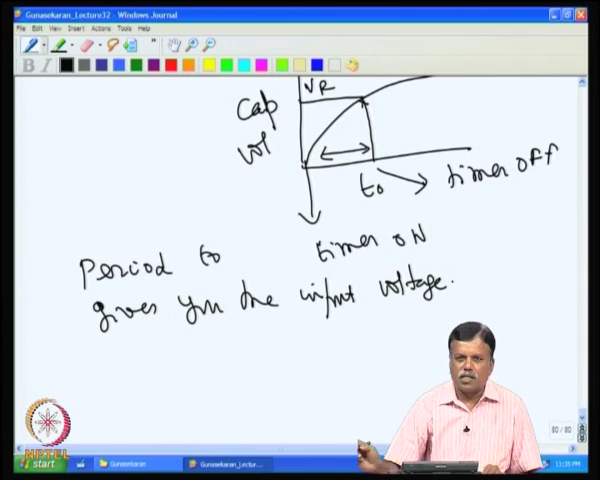 Gunasekaran_Lecture32 - Windows Journal
File Edit View Insert Actions Tools Help
B I
VR
Cap
vol
to
timer off
Period to timer ON
gives you the input voltage.
80 / 80
NPTEL
start Gunasekaran Gunasekaran_Lectur... 11:35 PM